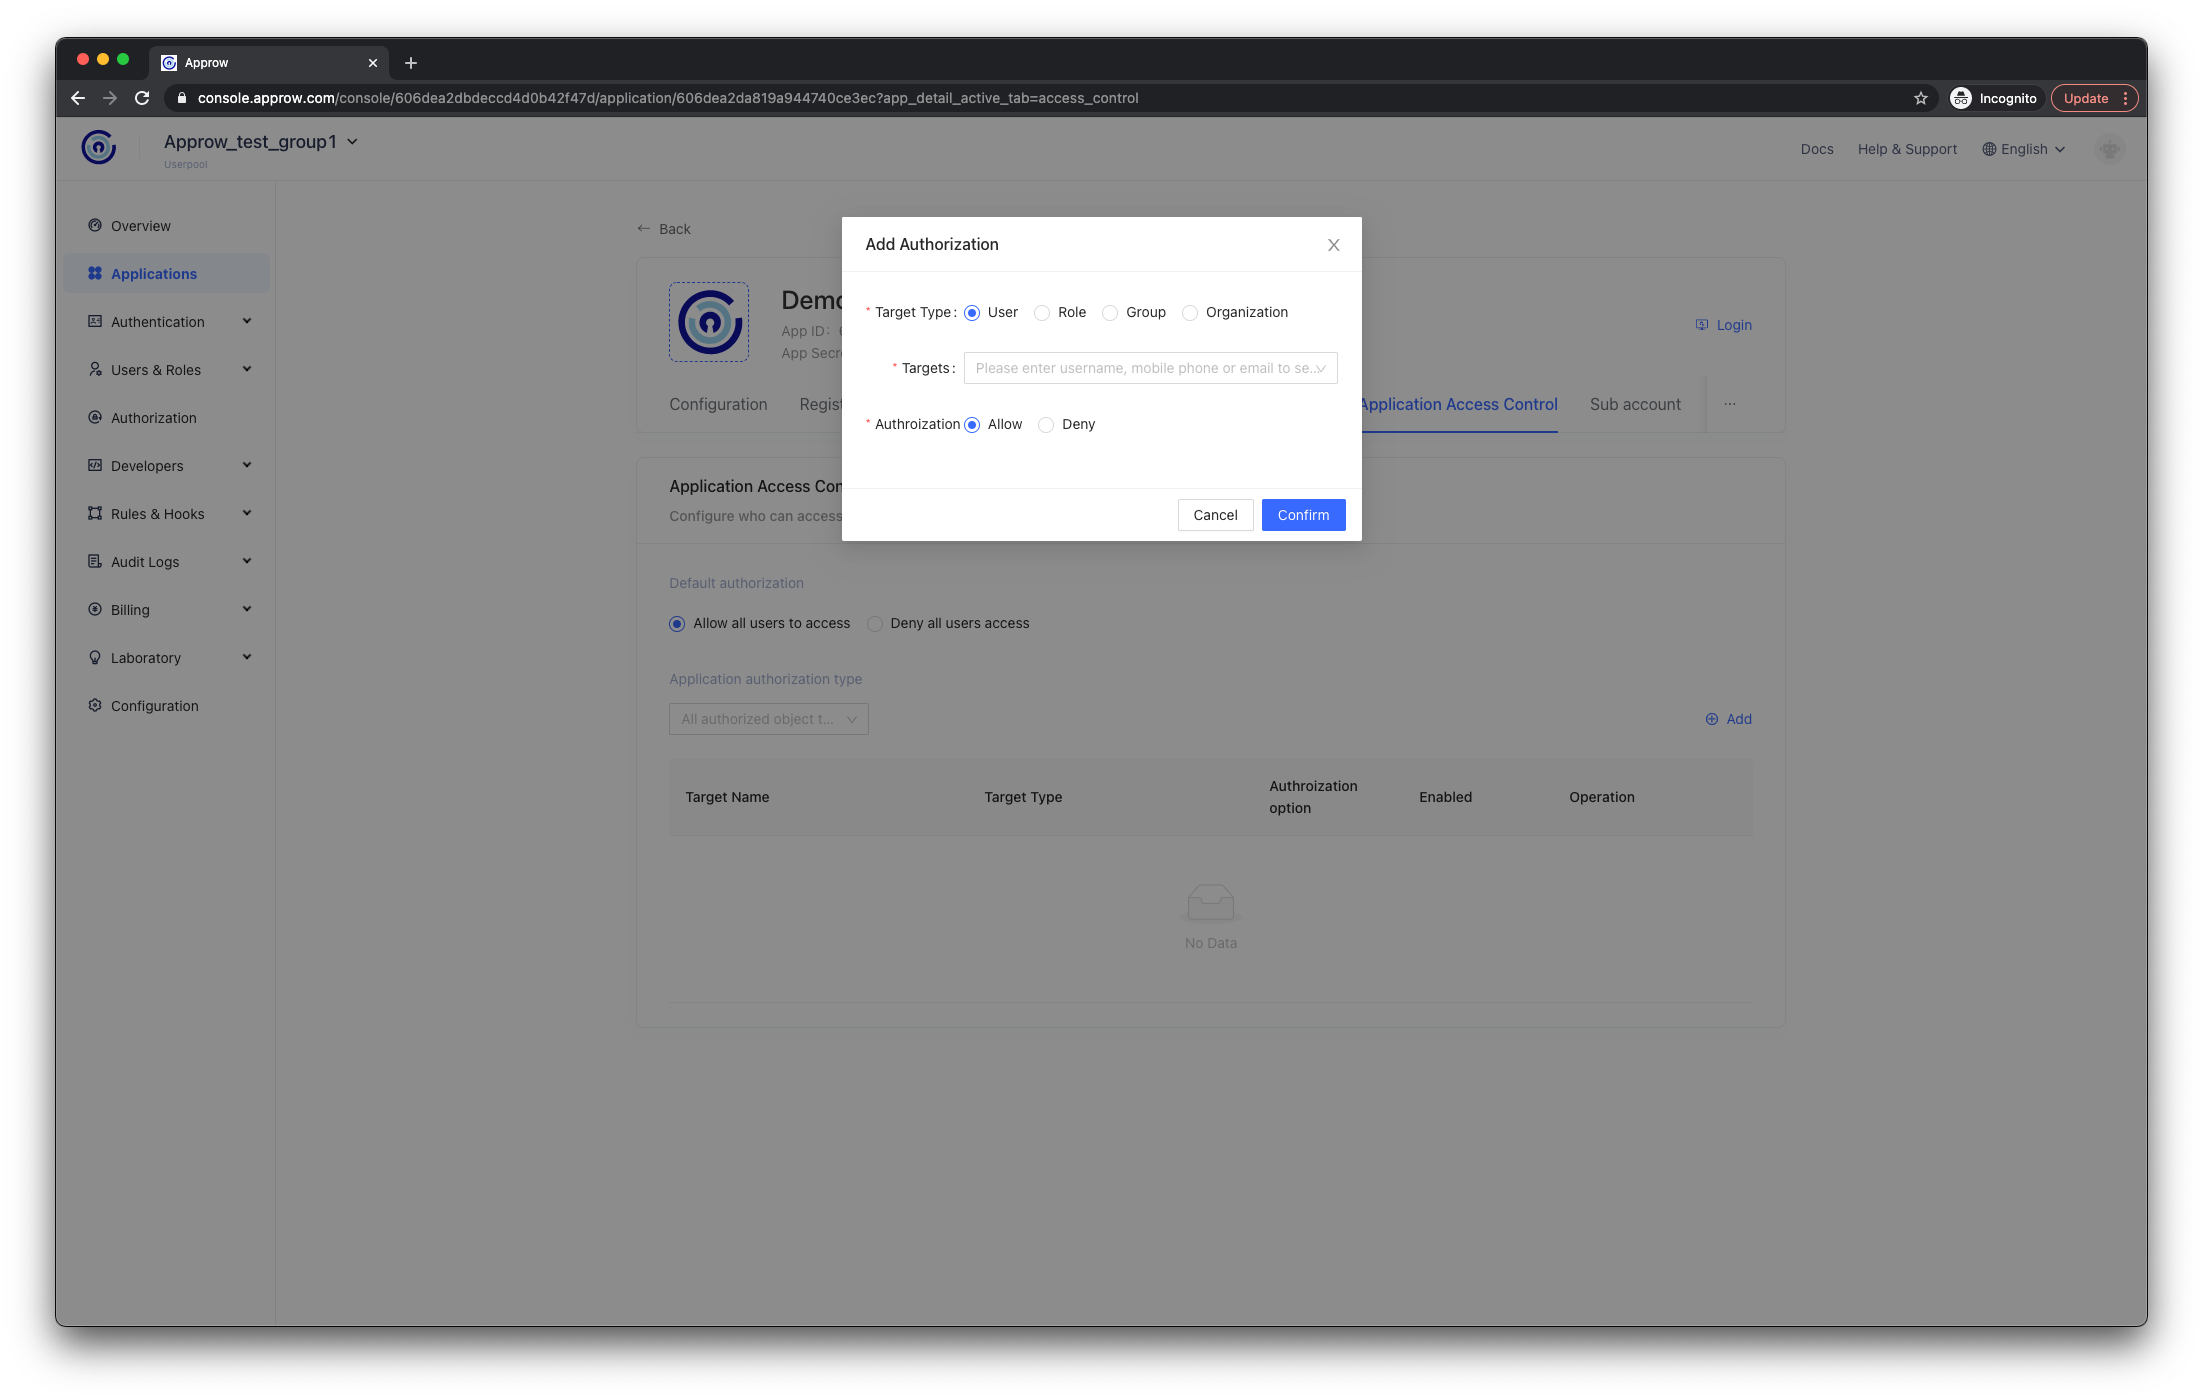 Approw
console.approw.com/console/606dea2dbdeccd4d0b42f47d/application/606dea2da819a944740ce3ec?app_detail_active_tab=access_control
Incognito
Update
Approw_test_group1
Userpool
Docs
Help & Support
English
Overview
Applications
Authentication
Users & Roles
Authorization
Developers
Rules & Hooks
Audit Logs
Billing
Laboratory
Configuration
Back
Demo
App ID: 6
App Secr
Login
Configuration
Regist
Application Access Control
Sub account
...
Add Authorization
* Target Type: User Role Group Organization
* Targets: Please enter username, mobile phone or email to se...
* Authroization Allow Deny
Cancel
Confirm
Application Access Con
Configure who can access
Default authorization
Allow all users to access
Deny all users access
Application authorization type
All authorized object t...
Add
Target Name
Target Type
Authroization
option
Enabled
Operation
No Data